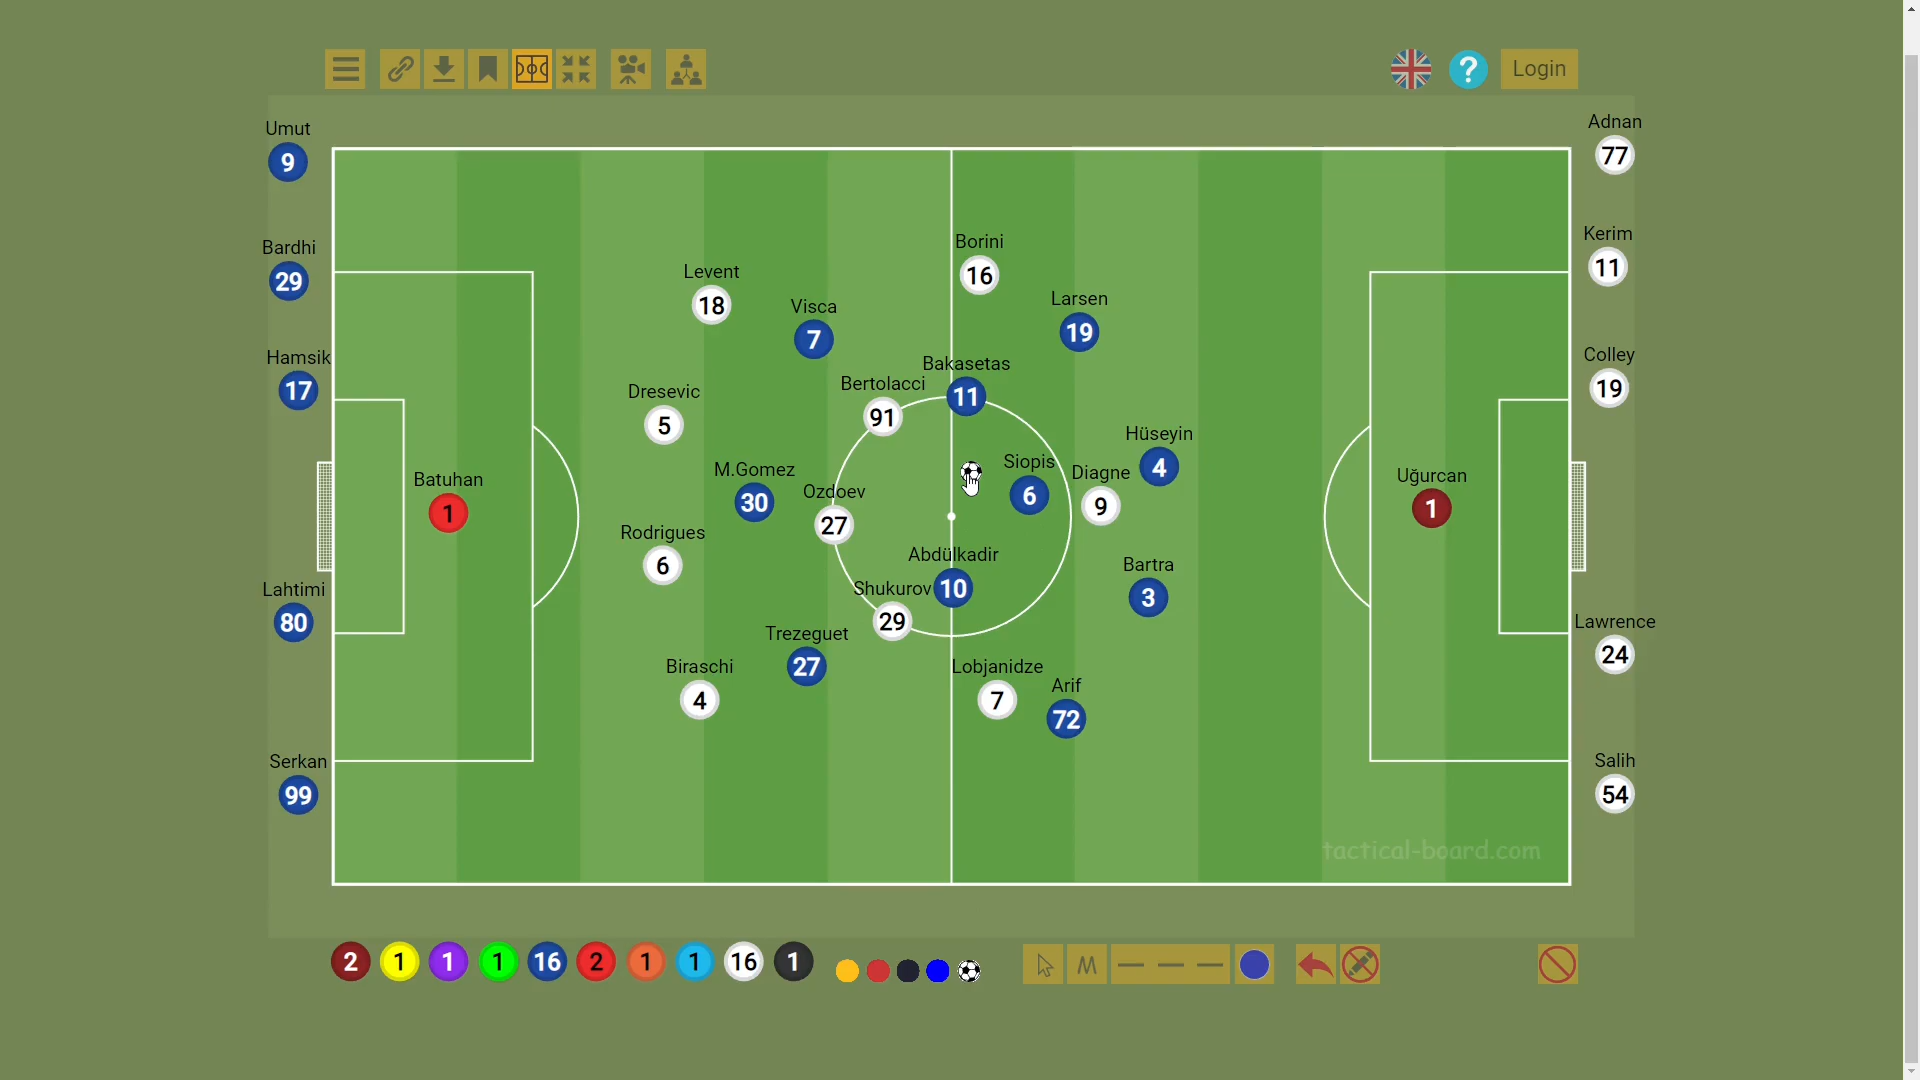 ? Login
Umut
9
Adnan
77
Bardhi
29
Kerim
11
Borini
16
Levent
18
Larsen
19
Visca
7
Hamsik
17
Colley
19
Bakasetas
11
Bertolacci
91
Dresevic
5
Hüseyin
4
Siopis
6
Diagne
9
M.Gomez
30
Batuhan
1
Uğurcan
1
Ozdoev
27
Rodrigues
6
Abdülkadir
10
Bartra
3
Shukurov
29
Lahtimi
80
Lawrence
24
Trezeguet
27
Biraschi
4
Lobjanidze
7
Arif
72
Serkan
99
Salih
54
tactical-board.com
2 1 1 1 16 2 1 1 16 1